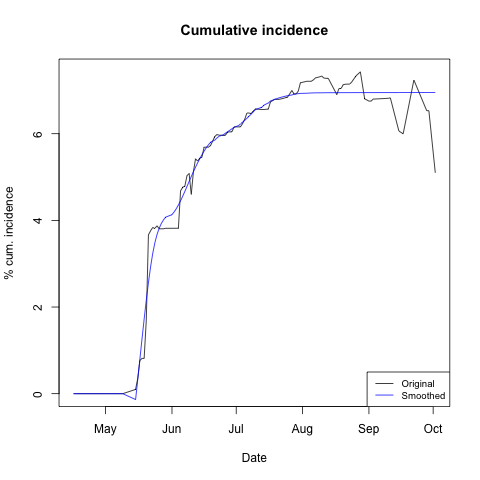 Cumulative incidence
% cum. incidence
6
4
2
0
May Jun Jul Aug Sep Oct
Date
Original
Smoothed